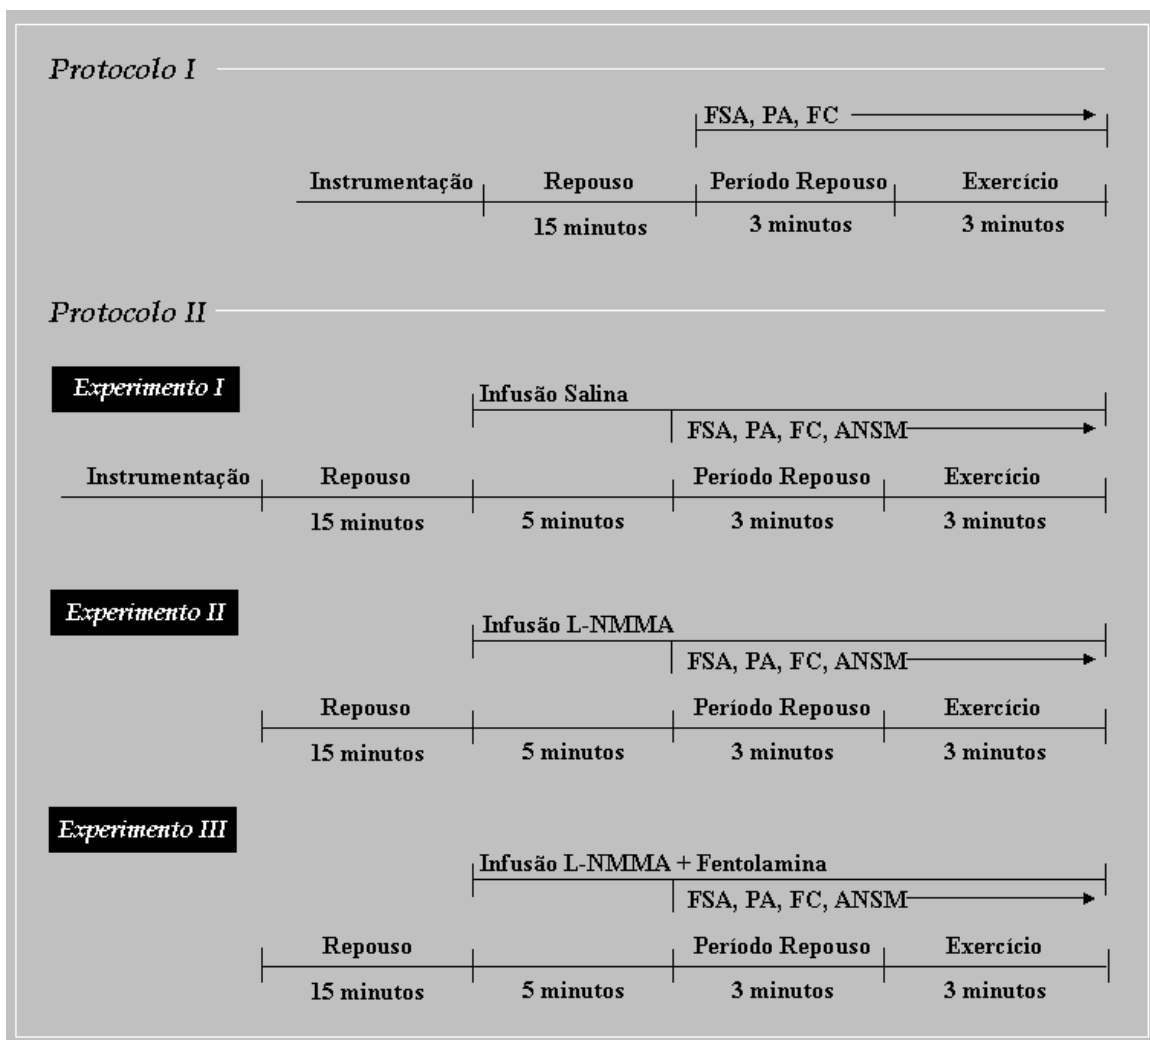 Protocolo I
FSA, PA, FC
Instrumentação Repouso Período Repouso Exercício
15 minutos 3 minutos 3 minutos
Protocolo II
Experimento I
Infusão Salina
FSA, PA, FC, ANSM
Instrumentação Repouso Período Repouso Exercício
15 minutos 5 minutos 3 minutos 3 minutos
Experimento II
Infusão L-NMMA
FSA, PA, FC, ANSM
Repouso Período Repouso Exercício
15 minutos 5 minutos 3 minutos 3 minutos
Experimento III
Infusão L-NMMA + Fentolamina
FSA, PA, FC, ANSM
Repouso Período Repouso Exercício
15 minutos 5 minutos 3 minutos 3 minutos